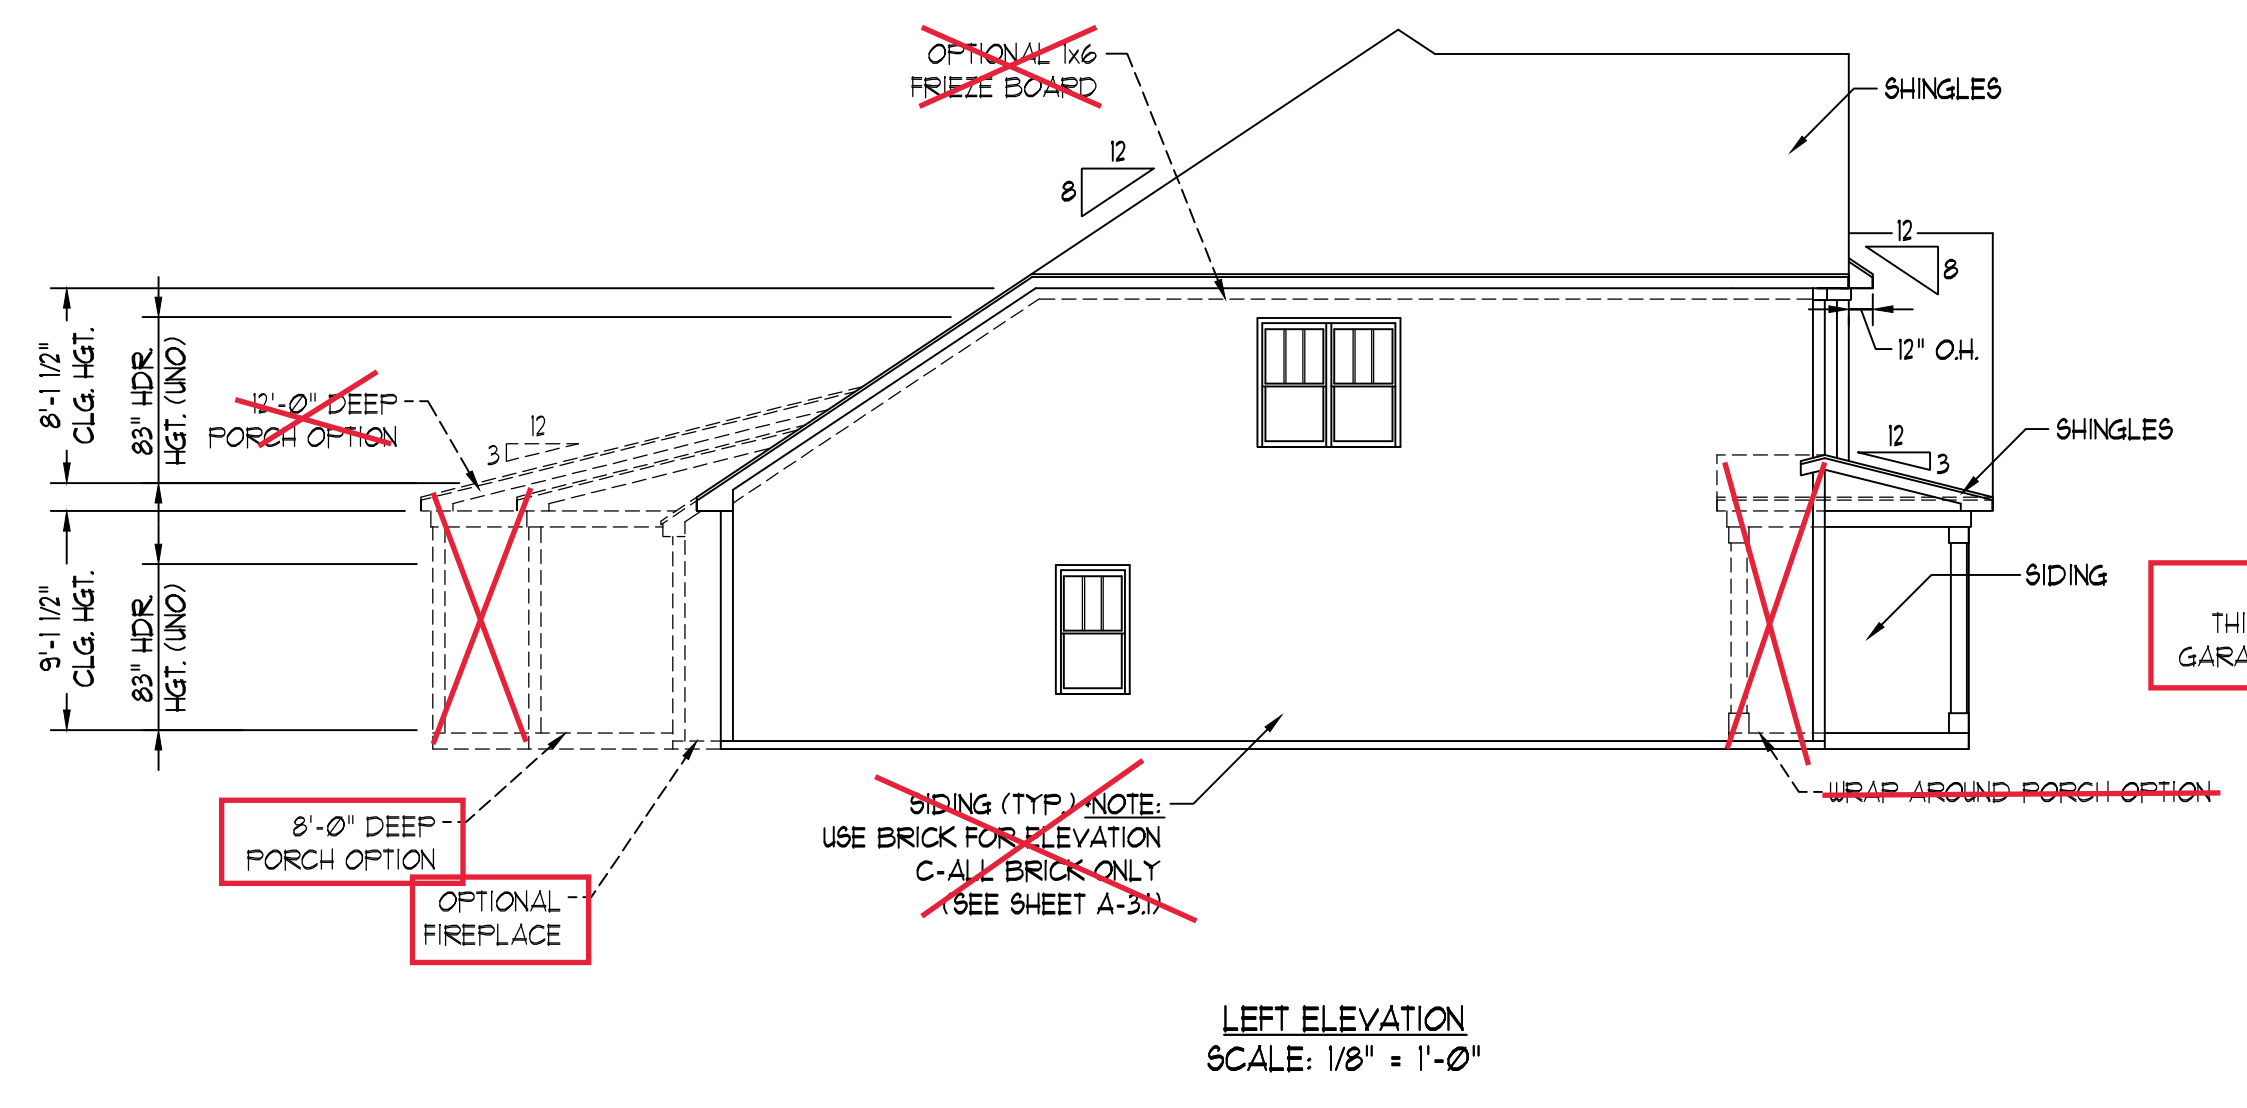 OPTIONAL 1x6
FRIEZE BOARD
SHINGLES
12
8
12
8
12" O.H.
8'-1 1/2"
CLG. HGT.
83" HDR.
HGT. (UNO)
12'-0" DEEP
PORCH OPTION
12
3
SHINGLES
12
3
9'-1 1/2"
CLG. HGT.
83" HDR.
HGT. (UNO)
SIDING
THI
GARA
8'-0" DEEP
PORCH OPTION
OPTIONAL
FIREPLACE
SIDING (TYP.) NOTE:
USE BRICK FOR ELEVATION
C-ALL BRICK ONLY
(SEE SHEET A-3.1)
WRAP AROUND PORCH OPTION
LEFT ELEVATION
SCALE: 1/8" = 1'-0"